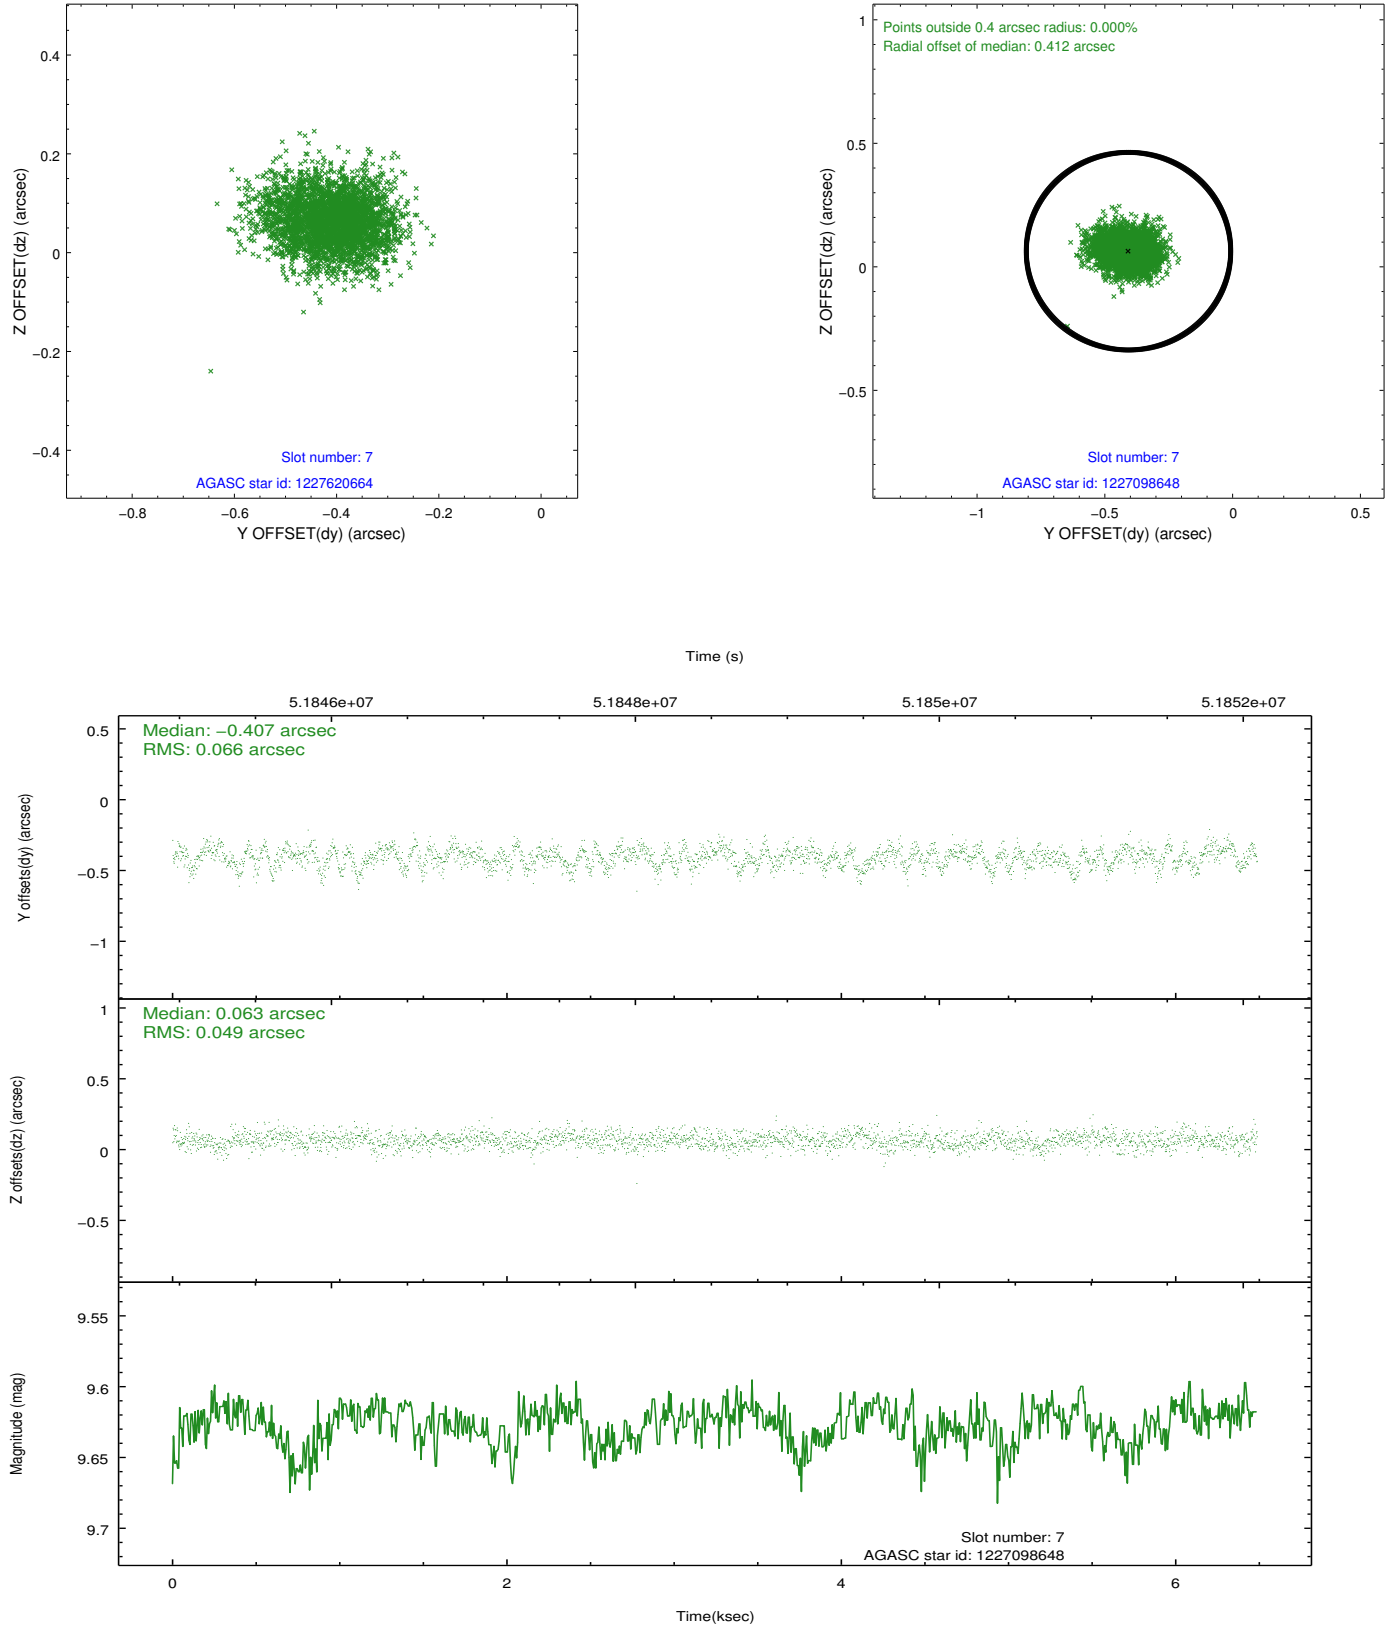 0.4
0.2
0
−0.2
−0.4
Z OFFSET(dz) (arcsec)
Slot number: 7
AGASC star id: 1227620664
−0.8
−0.6
−0.4
−0.2
0
Y OFFSET(dy) (arcsec)
Points outside 0.4 arcsec radius: 0.000%
Radial offset of median: 0.412 arcsec
1
0.5
0
−0.5
Z OFFSET(dz) (arcsec)
Slot number: 7
AGASC star id: 1227098648
−1
−0.5
0
0.5
Y OFFSET(dy) (arcsec)
Time (s)
5.1846e+07
5.1848e+07
5.185e+07
5.1852e+07
Median: −0.407 arcsec
RMS: 0.066 arcsec
0.5
0
−0.5
−1
Y offsets(dy) (arcsec)
Median: 0.063 arcsec
RMS: 0.049 arcsec
1
0.5
0
−0.5
Z offsets(dz) (arcsec)
9.55
9.6
9.65
9.7
Magnitude (mag)
Slot number: 7
AGASC star id: 1227098648
0
2
4
6
Time(ksec)